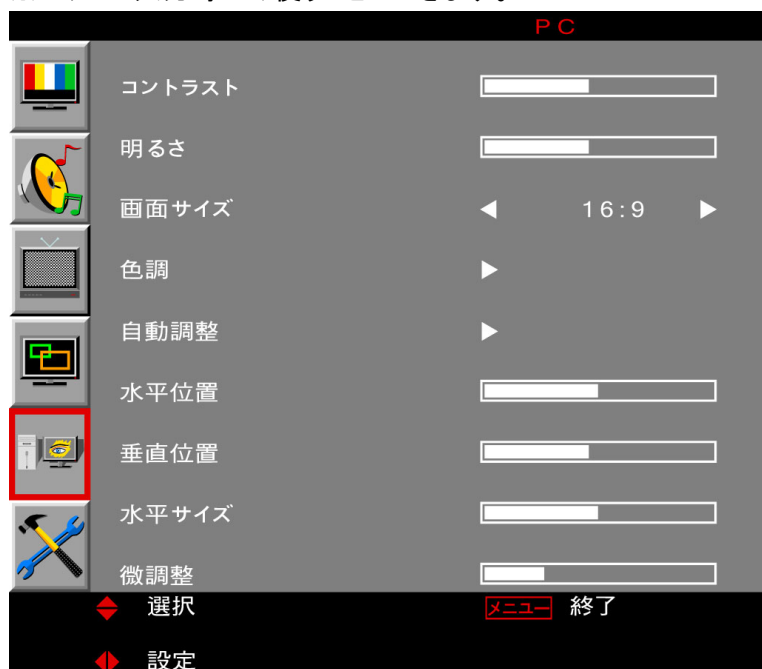 PC
コントラスト
明るさ
画面サイズ 16:9
色調
自動調整
水平位置
垂直位置
水平サイズ
微調整
選択 メニュー 終了
設定